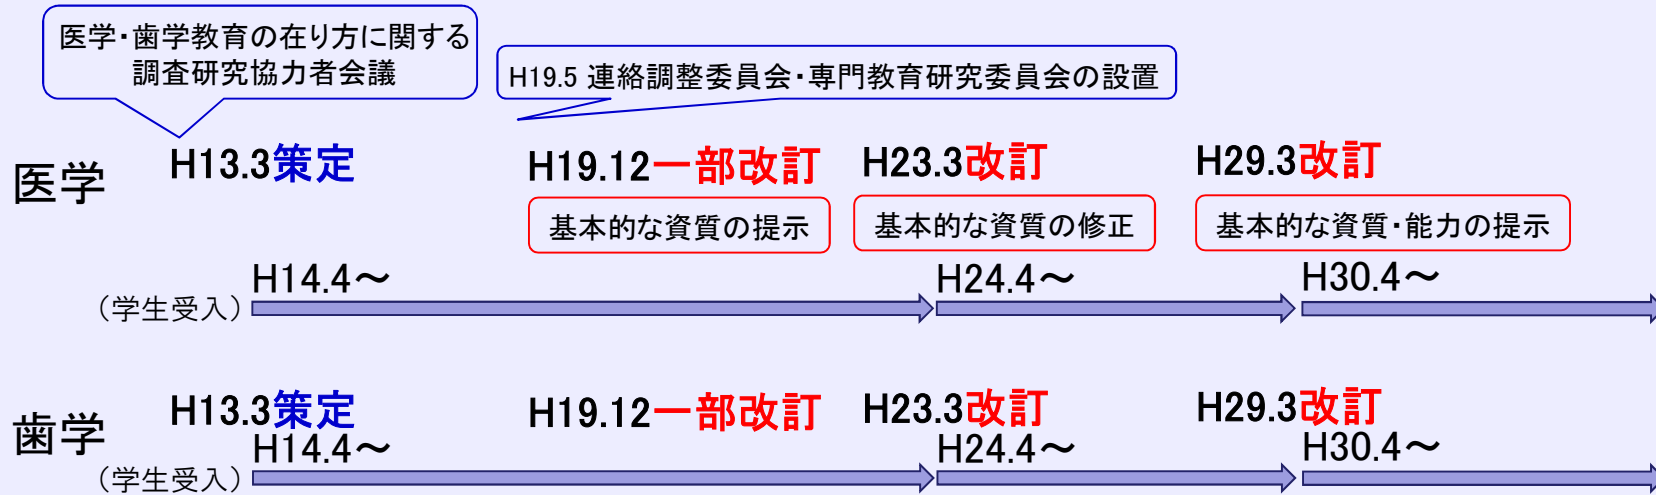 医学・歯学教育の在り方に関する
調査研究協力者会議
H19.5 連絡調整委員会・専門教育研究委員会の設置
医学
H13.3策定
H19.12一部改訂
H23.3改訂
H29.3改訂
基本的な資質の提示
基本的な資質の修正
基本的な資質・能力の提示
(学生受入)
H14.4～
H24.4～
H30.4～
歯学
H13.3策定
H19.12一部改訂
H23.3改訂
H29.3改訂
(学生受入)
H14.4～
H24.4～
H30.4～